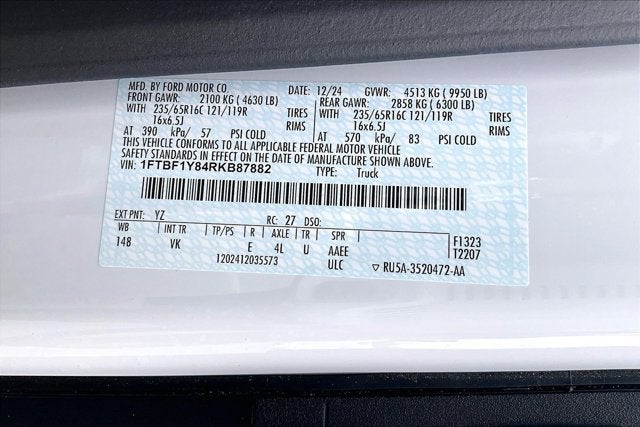 MFD. BY FORD MOTOR CO. DATE: 12/24 GVWR: 4513 KG ( 9950 LB)
FRONT GAWR: 2100 KG ( 4630 LB) REAR GAWR: 2858 KG ( 6300 LB)
WITH 235/65R16C 121/119R TIRES WITH 235/65R16C 121/119R TIRES
16x6.5J RIMS 16x6.5J RIMS
AT 390 kPa/ 57 PSI COLD AT 570 kPa/ 83 PSI COLD
THIS VEHICLE CONFORMS TO ALL APPLICABLE FEDERAL MOTOR VEHICLE
SAFETY STANDARDS IN EFFECT ON THE DATE OF MANUFACTURE SHOWN ABOVE.
VIN: 1FTBF1Y84RKB87882 TYPE: Truck
EXT PNT: YZ RC: 27 DSO:
WB INT TR TP/PS R AXLE TR SPR F1323
148 VK E 4L U AAEE T2207
1202412035573 ULC ▽ RU5A-3520472-AA